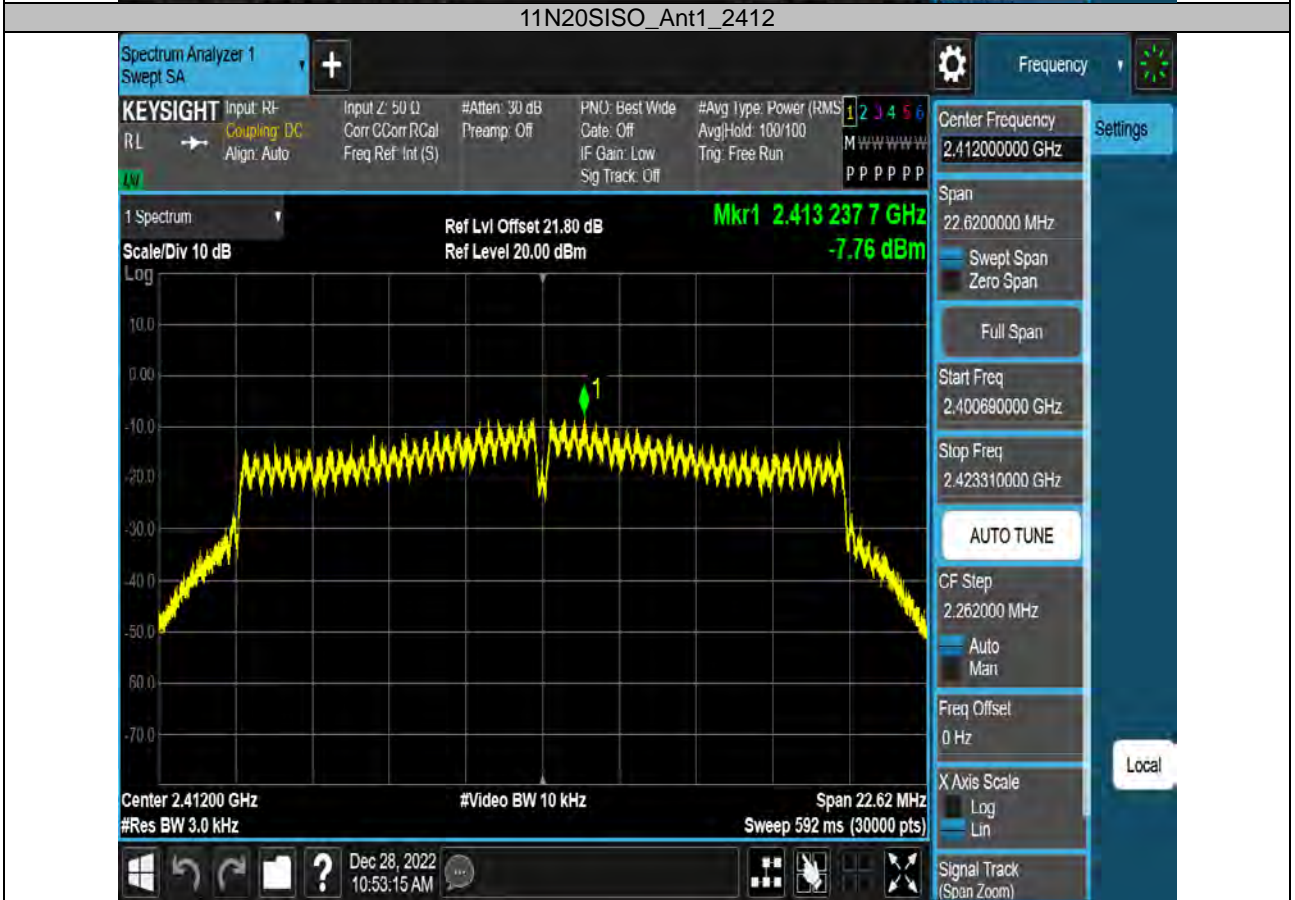 11N20SISO_Ant1_2412
Spectrum Analyzer 1
Swept SA
+
Frequency
KEYSIGHT
RL
Input: RF
Coupling: DC
Align: Auto
Input Z: 50 Ω
Corr CCorr RCal
Freq Ref: Int (S)
#Atten: 30 dB
Preamp: Off
PNO: Best Wide
Gate: Off
IF Gain: Low
Sig Track: Off
#Avg Type: Power (RMS
Avg|Hold: 100/100
Trig: Free Run
1 2 3 4 5 6
M W W W W W
P P P P P P
1 Spectrum
Scale/Div 10 dB
Log
Ref Lvl Offset 21.80 dB
Ref Level 20.00 dBm
Mkr1 2.413 237 7 GHz
-7.76 dBm
10.0
0.00
-10.0
-20.0
-30.0
-40.0
-50.0
-60.0
-70.0
1
Center 2.41200 GHz
#Res BW 3.0 kHz
#Video BW 10 kHz
Span 22.62 MHz
Sweep 592 ms (30000 pts)
?
Dec 28, 2022
10:53:15 AM
Center Frequency
2.412000000 GHz
Settings
Span
22.6200000 MHz
Swept Span
Zero Span
Full Span
Start Freq
2.400690000 GHz
Stop Freq
2.423310000 GHz
AUTO TUNE
CF Step
2.262000 MHz
Auto
Man
Freq Offset
0 Hz
X Axis Scale
Log
Lin
Local
Signal Track
(Span Zoom)